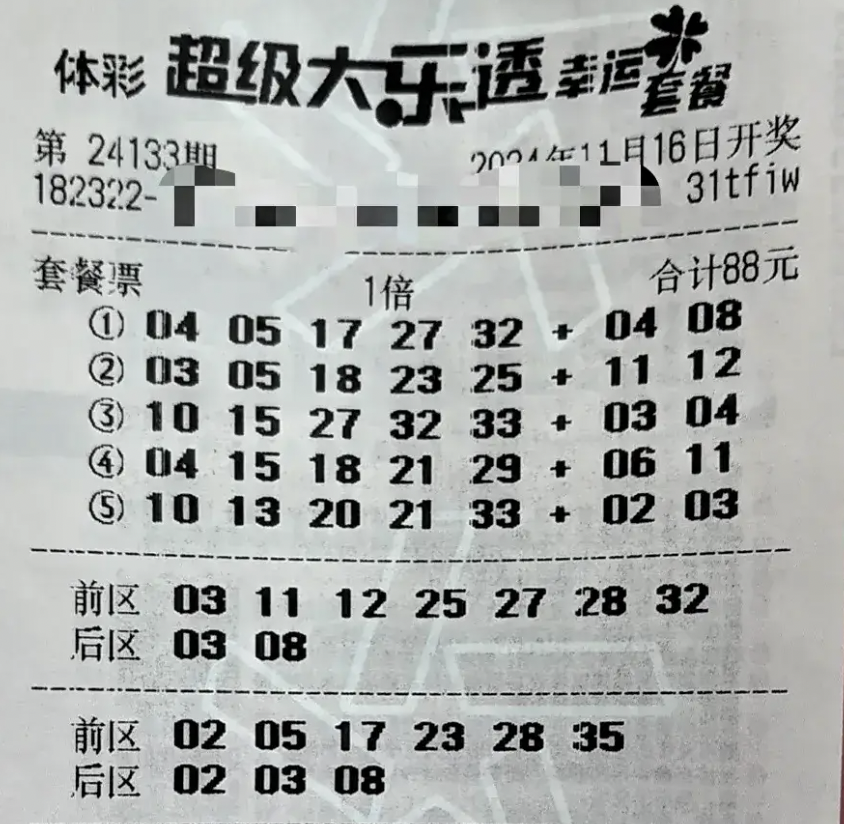 体彩 超级大乐透 幸运套餐
第 24133期 2024年11月16日开奖
182322- 31tfiw
套餐票 1倍 合计88元
① 04 05 17 27 32 + 04 08
② 03 05 18 23 25 + 11 12
③ 10 15 27 32 33 + 03 04
④ 04 15 18 21 29 + 06 11
⑤ 10 13 20 21 33 + 02 03
前区 03 11 12 25 27 28 32
后区 03 08
前区 02 05 17 23 28 35
后区 02 03 08